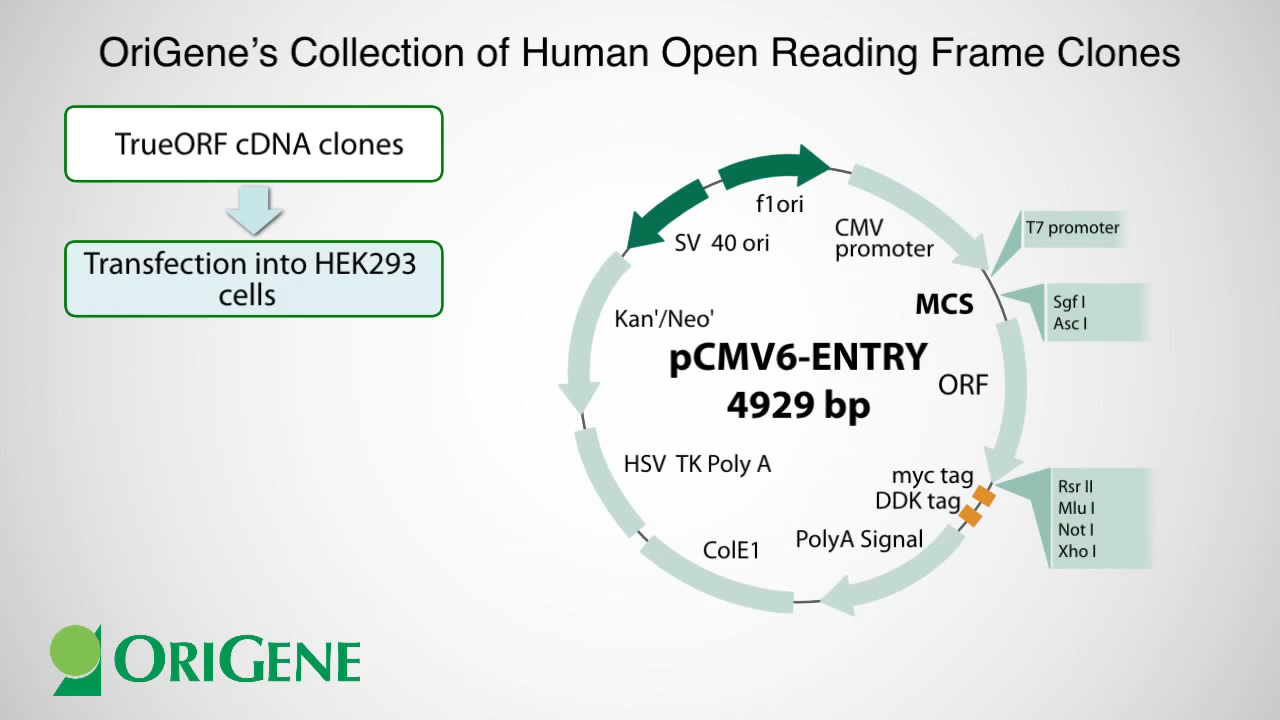 OriGene’s Collection of Human Open Reading Frame Clones
TrueORF cDNA clones
Transfection into HEK293
cells
f1ori
SV 40 ori
CMV
promoter
T7 promoter
MCS
Sgf I
Asc I
Kan'/Neo'
pCMV6-ENTRY
4929 bp
ORF
HSV TK Poly A
myc tag
DDK tag
Rsr II
Mlu I
Not I
Xho I
PolyA Signal
ColE1
ORIGENE